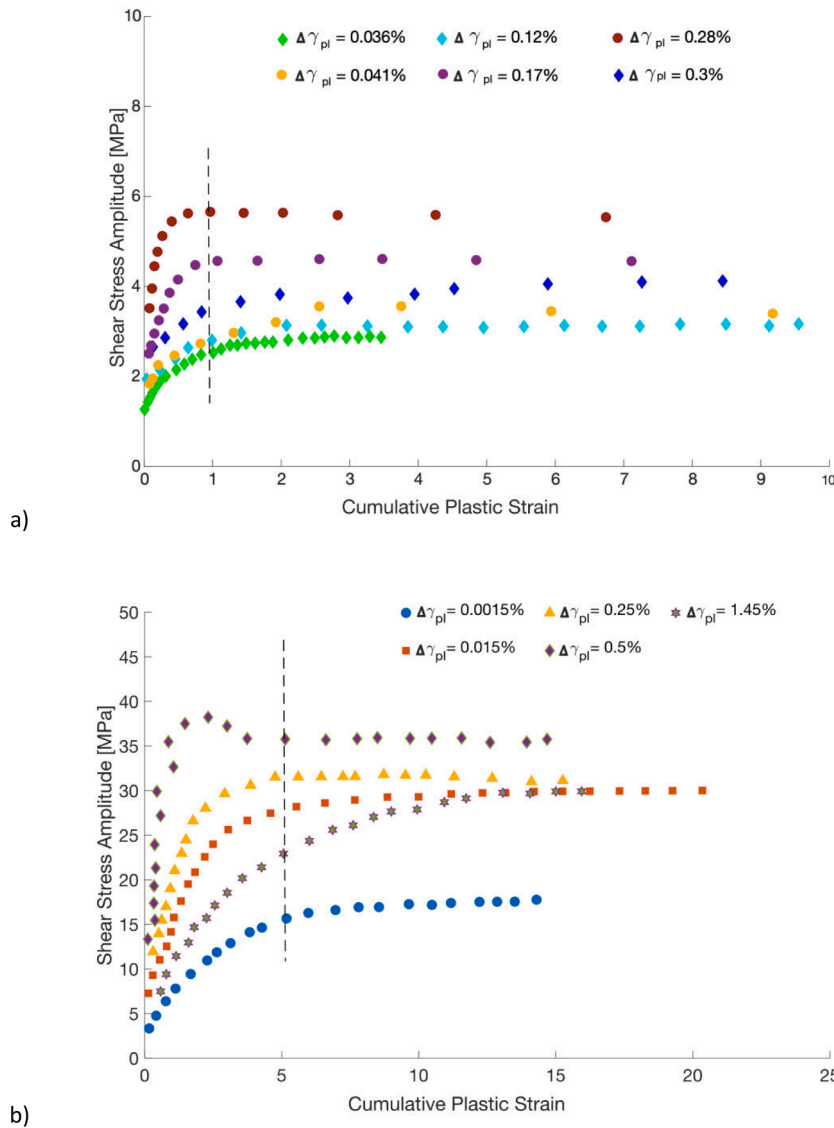 Δγpl = 0.036% Δγpl = 0.12% Δγpl = 0.28%
Δγpl = 0.041% Δγpl = 0.17% Δγpl = 0.3%
10
8
6
4
2
0
Shear Stress Amplitude [MPa]
0 1 2 3 4 5 6 7 8 9 10
Cumulative Plastic Strain
a)
Δγpl = 0.0015% Δγpl = 0.25% Δγpl = 1.45%
Δγpl = 0.015% Δγpl = 0.5%
50
45
40
35
30
25
20
15
10
5
0
Shear Stress Amplitude [MPa]
0 5 10 15 20 25
Cumulative Plastic Strain
b)